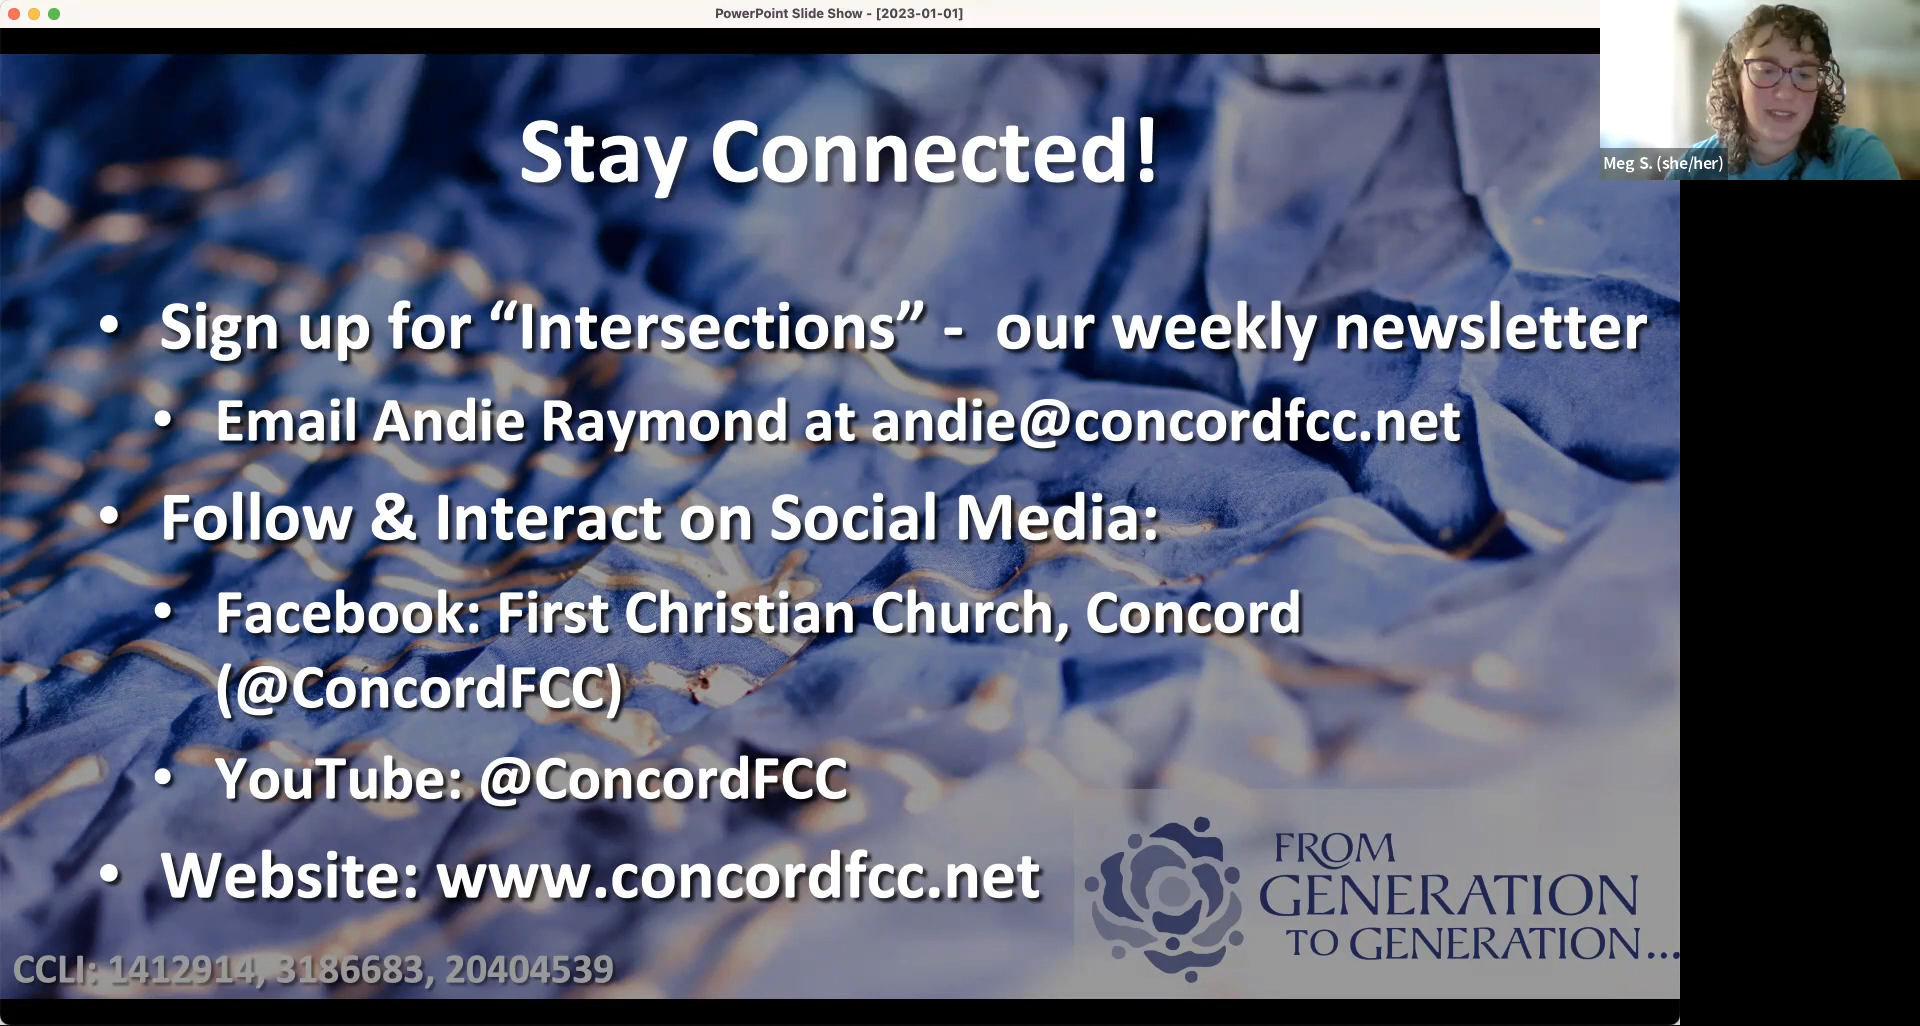 PowerPoint Slide Show - [2023-01-01]
Meg S. (she/her)
Stay Connected!
• Sign up for “Intersections” - our weekly newsletter
• Email Andie Raymond at andie@concordfcc.net
• Follow & Interact on Social Media:
• Facebook: First Christian Church, Concord
(@ConcordFCC)
• YouTube: @ConcordFCC
• Website: www.concordfcc.net
FROM
GENERATION
TO GENERATION...
CCLI: 1412914, 3186683, 20404539